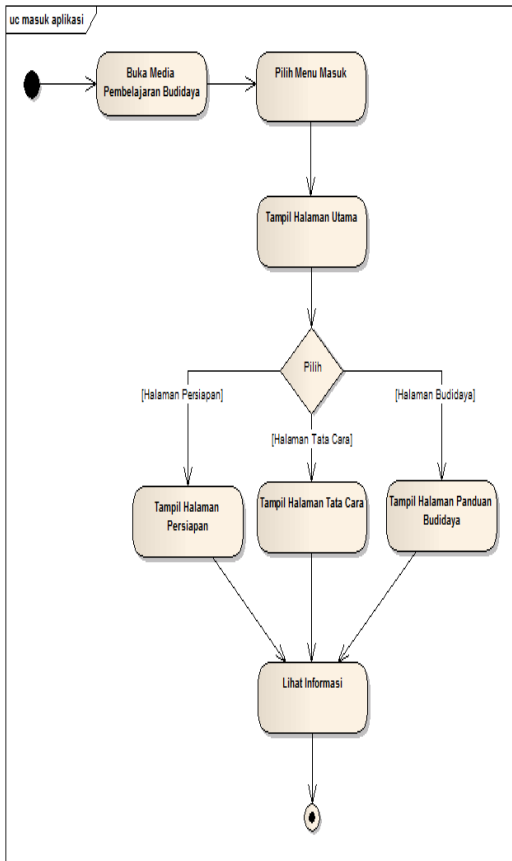 uc masuk aplikasi
Buka Media
Pembelajaran Budidaya
Pilih Menu Masuk
Tampil Halaman Utama
Pilih
[Halaman Persiapan]
[Halaman Budidaya]
[Halaman Tata Cara]
Tampil Halaman
Persiapan
Tampil Halaman Tata Cara
Tampil Halaman Panduan
Budidaya
Lihat Informasi